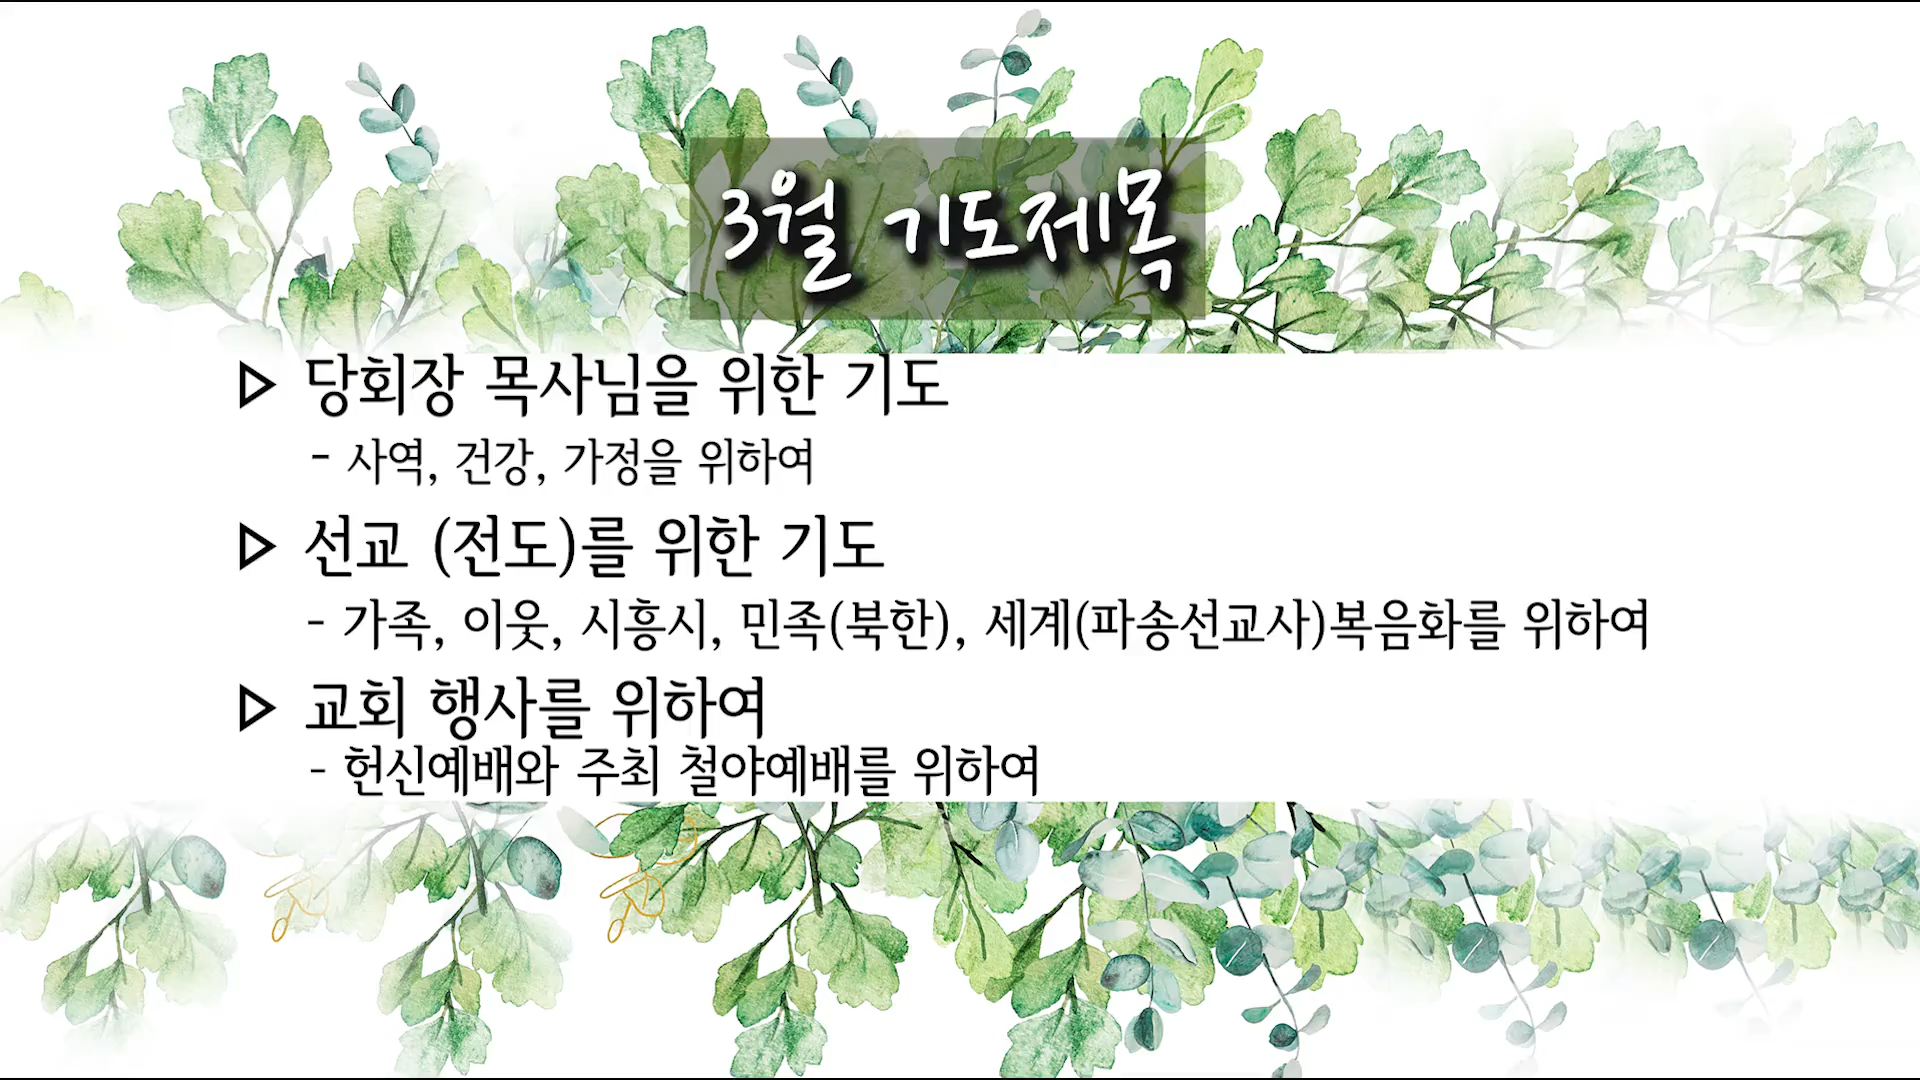 3월 기도제목
▷ 당회장 목사님을 위한 기도
- 사역, 건강, 가정을 위하여
▷ 선교 (전도)를 위한 기도
- 가족, 이웃, 시흥시, 민족(북한), 세계(파송선교사)복음화를 위하여
▷ 교회 행사를 위하여
- 헌신예배와 주최 철야예배를 위하여